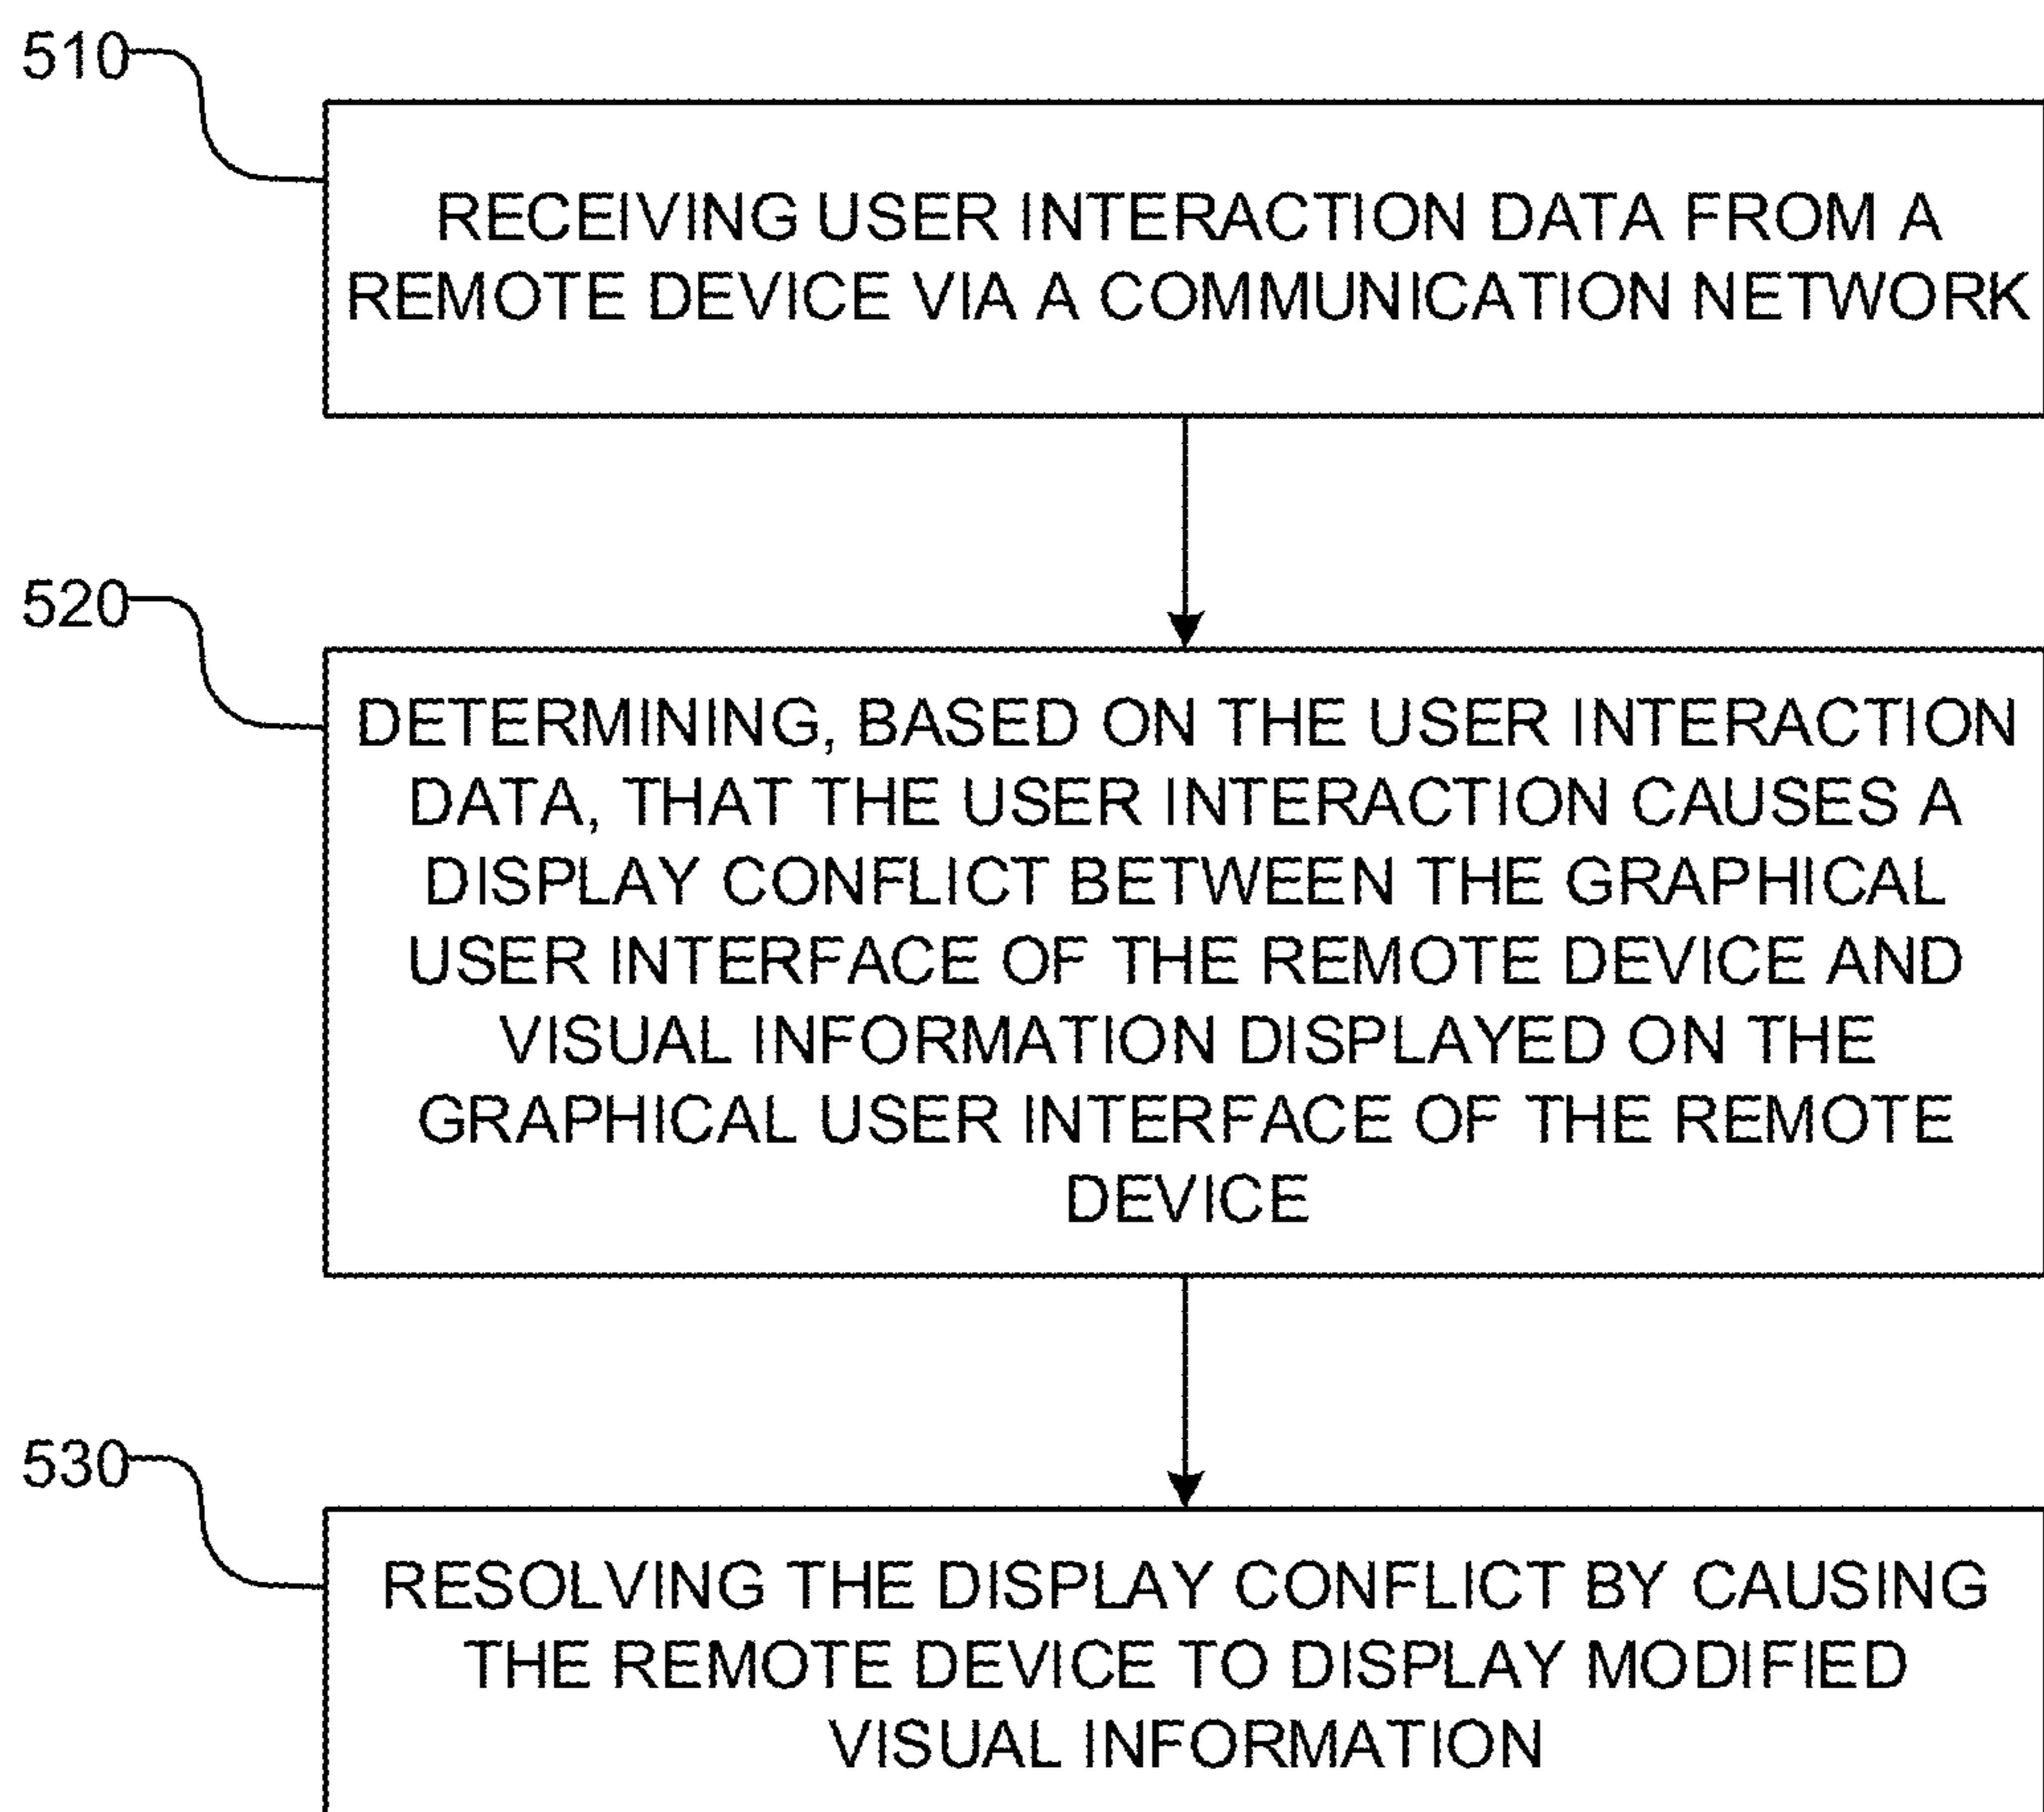 510
RECEIVING USER INTERACTION DATA FROM A
REMOTE DEVICE VIA A COMMUNICATION NETWORK
520
DETERMINING, BASED ON THE USER INTERACTION
DATA, THAT THE USER INTERACTION CAUSES A
DISPLAY CONFLICT BETWEEN THE GRAPHICAL
USER INTERFACE OF THE REMOTE DEVICE AND
VISUAL INFORMATION DISPLAYED ON THE
GRAPHICAL USER INTERFACE OF THE REMOTE
DEVICE
530
RESOLVING THE DISPLAY CONFLICT BY CAUSING
THE REMOTE DEVICE TO DISPLAY MODIFIED
VISUAL INFORMATION